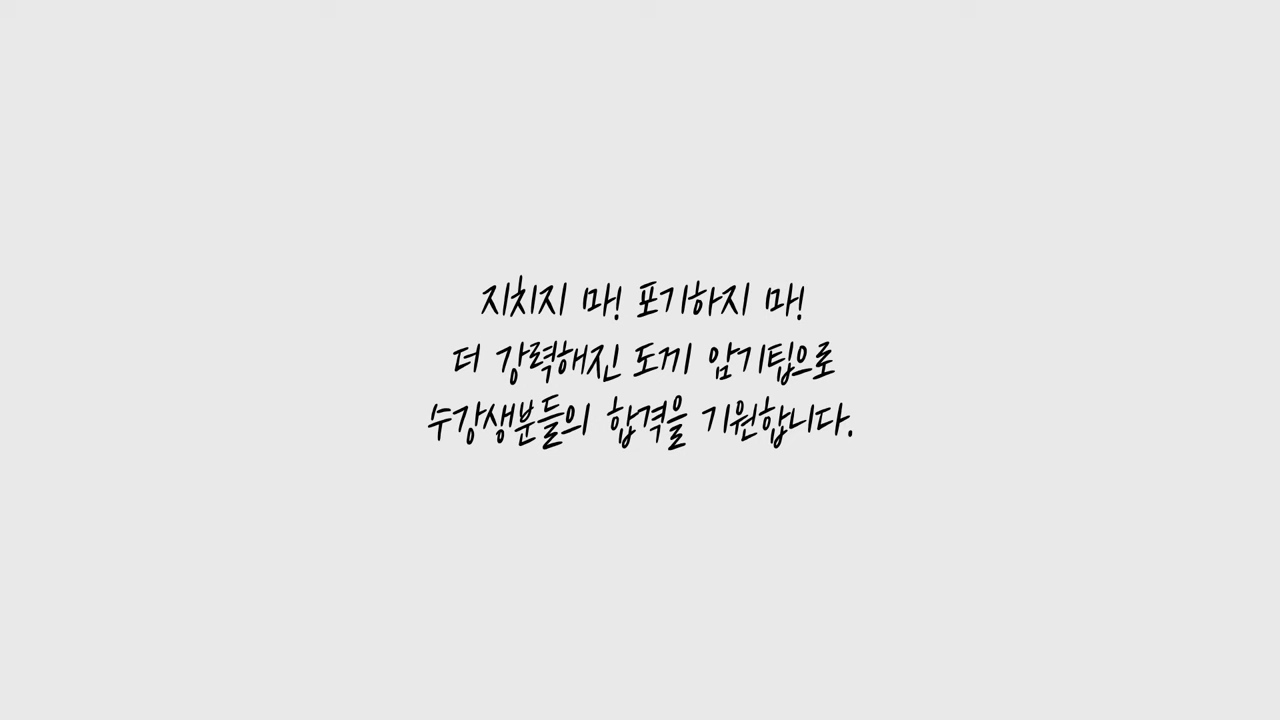 지치지 마! 포기하지 마!
더 강력해진 도끼 암기팁으로
수강생분들의 합격을 기원합니다.